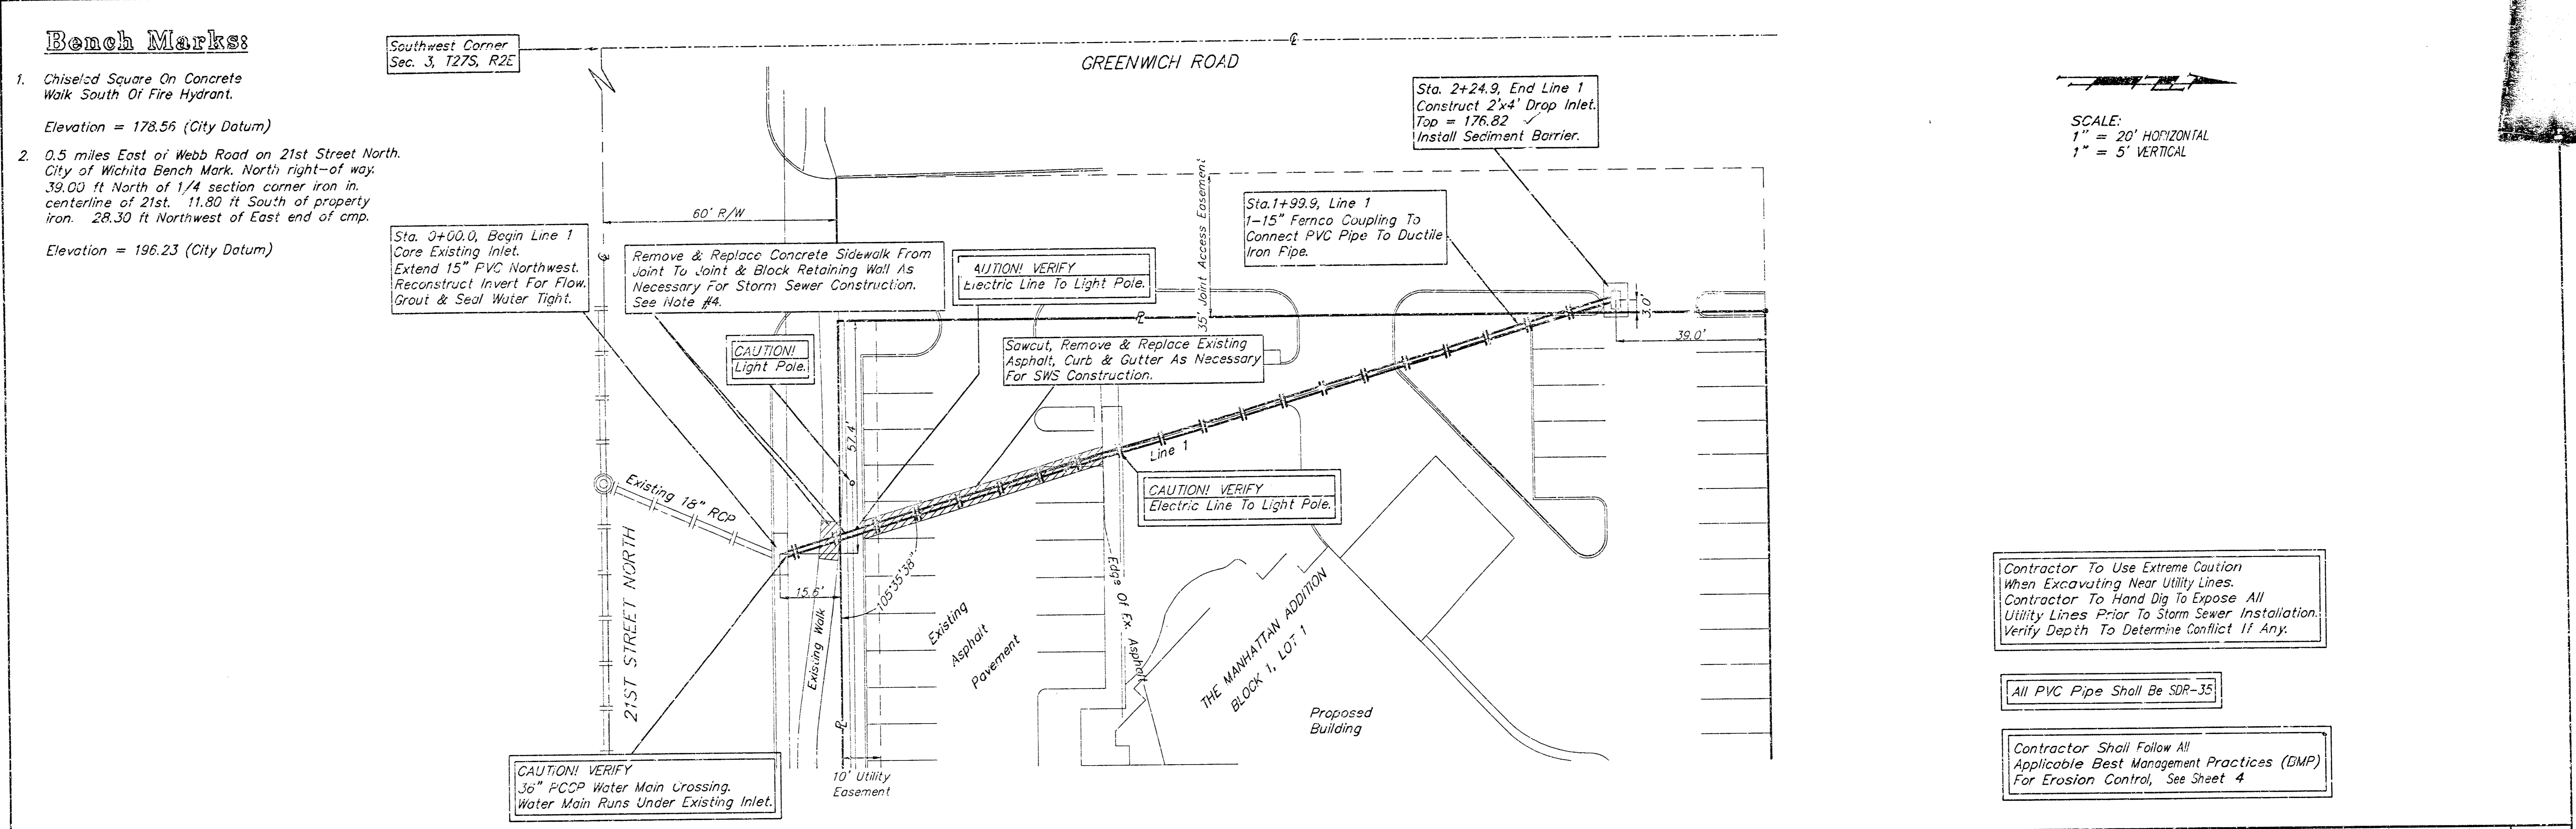 Bench Marks:
1. Chiseled Square On Concrete
Walk South Of Fire Hydrant.
Elevation = 178.56 (City Datum)
2. 0.5 miles East of Webb Road on 21st Street North.
City of Wichita Bench Mark. North right-of way.
39.00 ft North of 1/4 section corner iron in.
centerline of 21st. 11.80 ft South of property
iron. 28.30 ft Northwest of East end of cmp.
Elevation = 196.23 (City Datum)
Southwest Corner
Sec. 3, T27S, R2E
GREENWICH ROAD
Sta. 2+24.9, End Line 1
Construct 2'x4' Drop Inlet.
Top = 176.82 ✓
Install Sediment Barrier.
SCALE:
1" = 20' HORIZONTAL
1" = 5' VERTICAL
60' R/W
35' Joint Access Easement
Sta.1+99.9, Line 1
1-15" Fernco Coupling To
Connect PVC Pipe To Ductile
Iron Pipe.
Sta. 0+00.0, Begin Line 1
Core Existing Inlet.
Extend 15" PVC Northwest.
Reconstruct Invert For Flow.
Grout & Seal Water Tight.
Remove & Replace Concrete Sidewalk From
Joint To Joint & Block Retaining Wall As
Necessary For Storm Sewer Construction.
See Note #4.
AUTION! VERIFY
Electric Line To Light Pole.
CAUTION!
Light Pole.
Sawcut, Remove & Replace Existing
Asphalt, Curb & Gutter As Necessary
For SWS Construction.
3.0'
39.0'
57.4'
Line 1
CAUTION! VERIFY
Electric Line To Light Pole.
Existing 18" RCP
21ST STREET NORTH
15.6'
105°35'38"
Existing Walk
Existing
Asphalt
Pavement
Edge Of Ex. Asphalt
THE MANHATTAN ADDITION
BLOCK 1, LOT 1
Proposed
Building
10' Utility
Easement
CAUTION! VERIFY
36" PCCP Water Main Crossing.
Water Main Runs Under Existing Inlet.
Contractor To Use Extreme Caution
When Excavating Near Utility Lines.
Contractor To Hand Dig To Expose All
Utility Lines Prior To Storm Sewer Installation.
Verify Depth To Determine Conflict If Any.
All PVC Pipe Shall Be SDR-35
Contractor Shall Follow All
Applicable Best Management Practices (BMP)
For Erosion Control, See Sheet 4